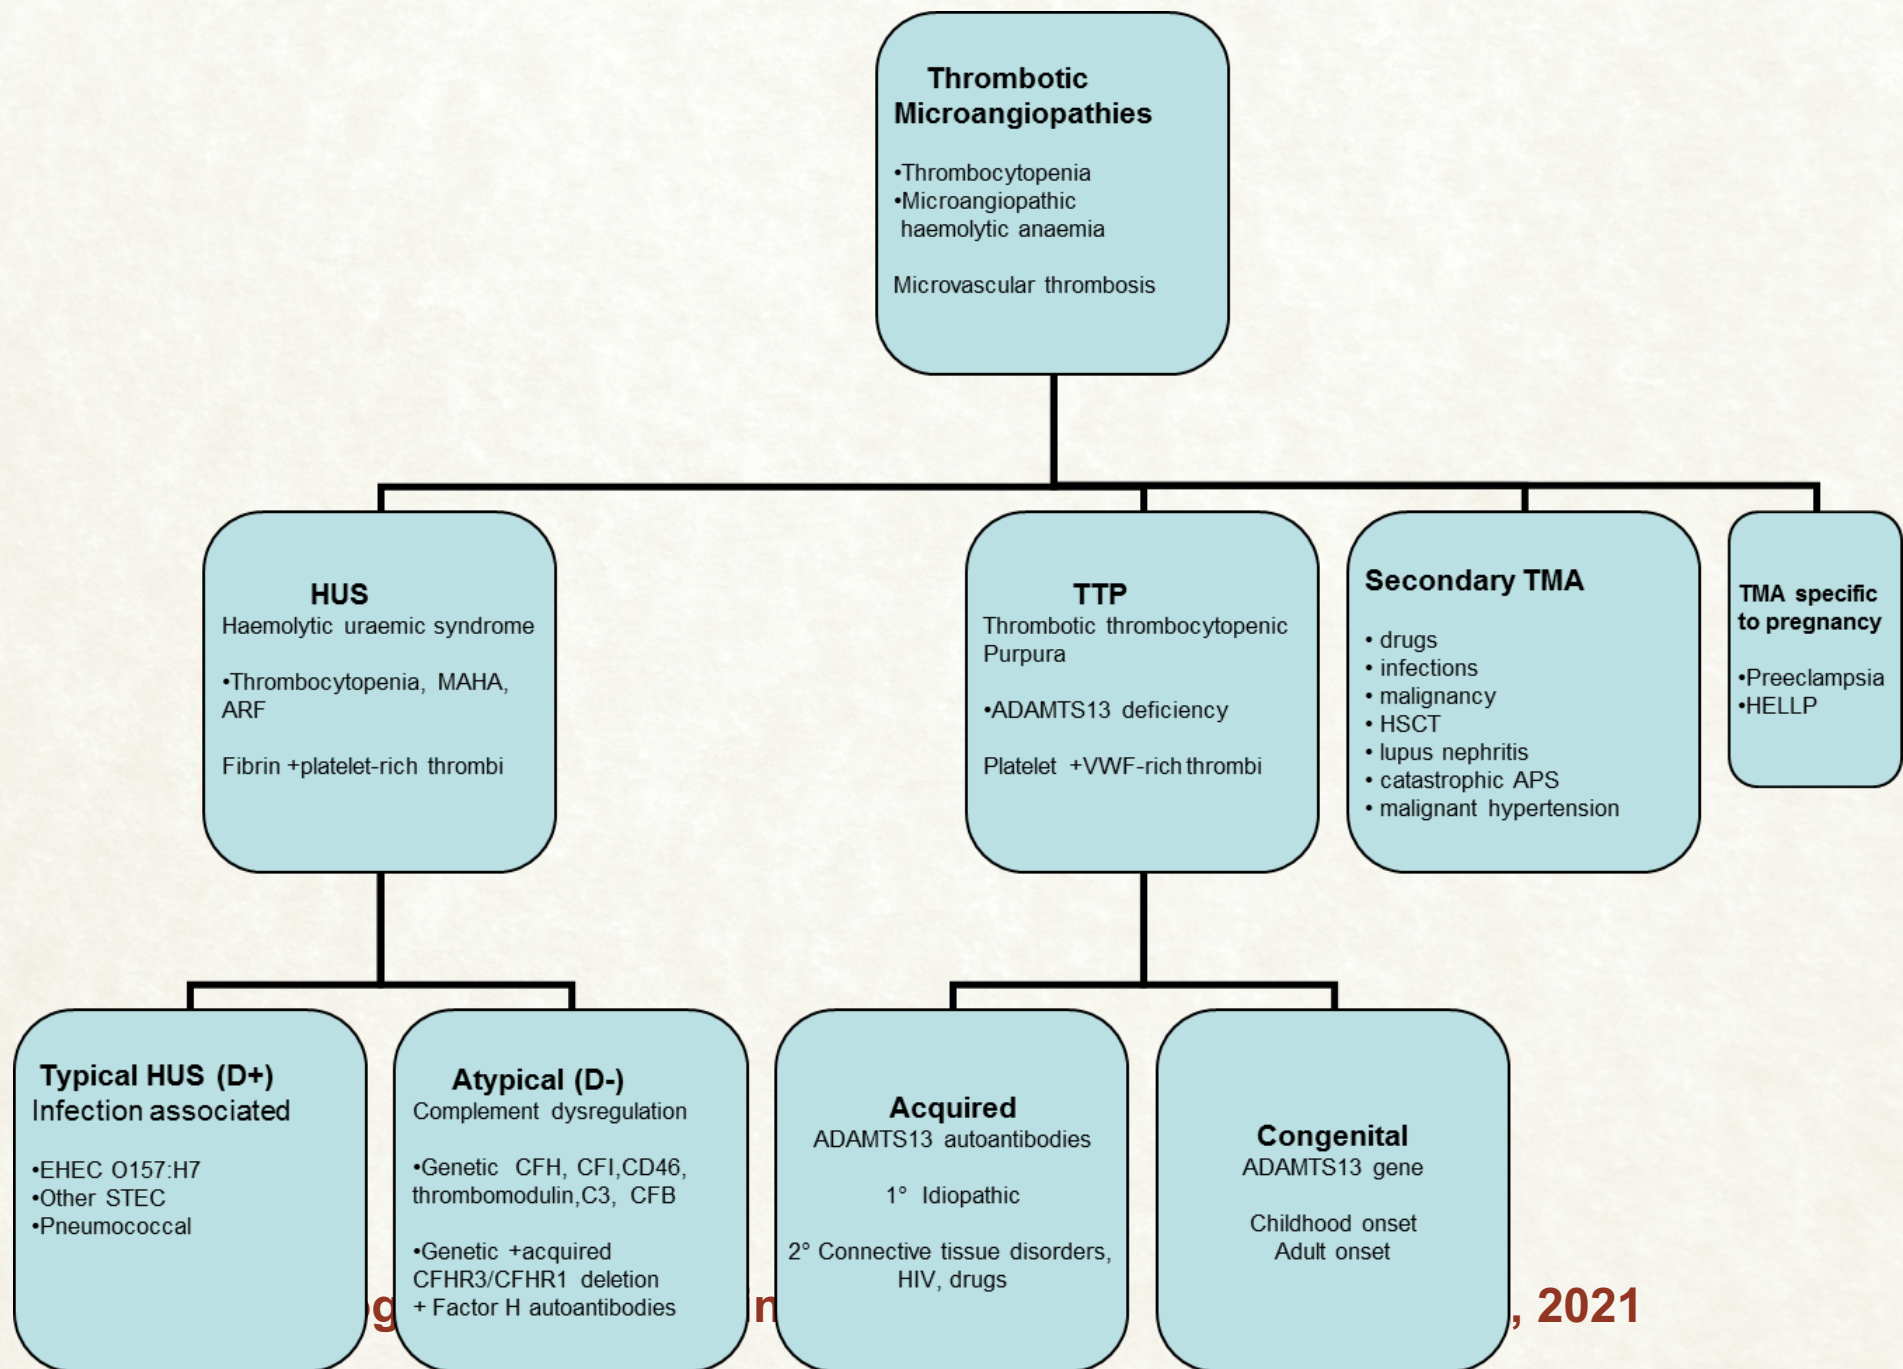 Thrombotic
Microangiopathies
•Thrombocytopenia
•Microangiopathic
haemolytic anaemia
Microvascular thrombosis
HUS
Haemolytic uraemic syndrome
•Thrombocytopenia, MAHA,
ARF
Fibrin +platelet-rich thrombi
TTP
Thrombotic thrombocytopenic
Purpura
•ADAMTS13 deficiency
Platelet +VWF-rich thrombi
Secondary TMA
• drugs
• infections
• malignancy
• HSCT
• lupus nephritis
• catastrophic APS
• malignant hypertension
TMA specific
to pregnancy
•Preeclampsia
•HELLP
Typical HUS (D+)
Infection associated
•EHEC O157:H7
•Other STEC
•Pneumococcal
Atypical (D-)
Complement dysregulation
•Genetic CFH, CFI,CD46,
thrombomodulin,C3, CFB
•Genetic +acquired
CFHR3/CFHR1 deletion
+ Factor H autoantibodies
Acquired
ADAMTS13 autoantibodies
1° Idiopathic
2° Connective tissue disorders,
HIV, drugs
Congenital
ADAMTS13 gene
Childhood onset
Adult onset
, 2021